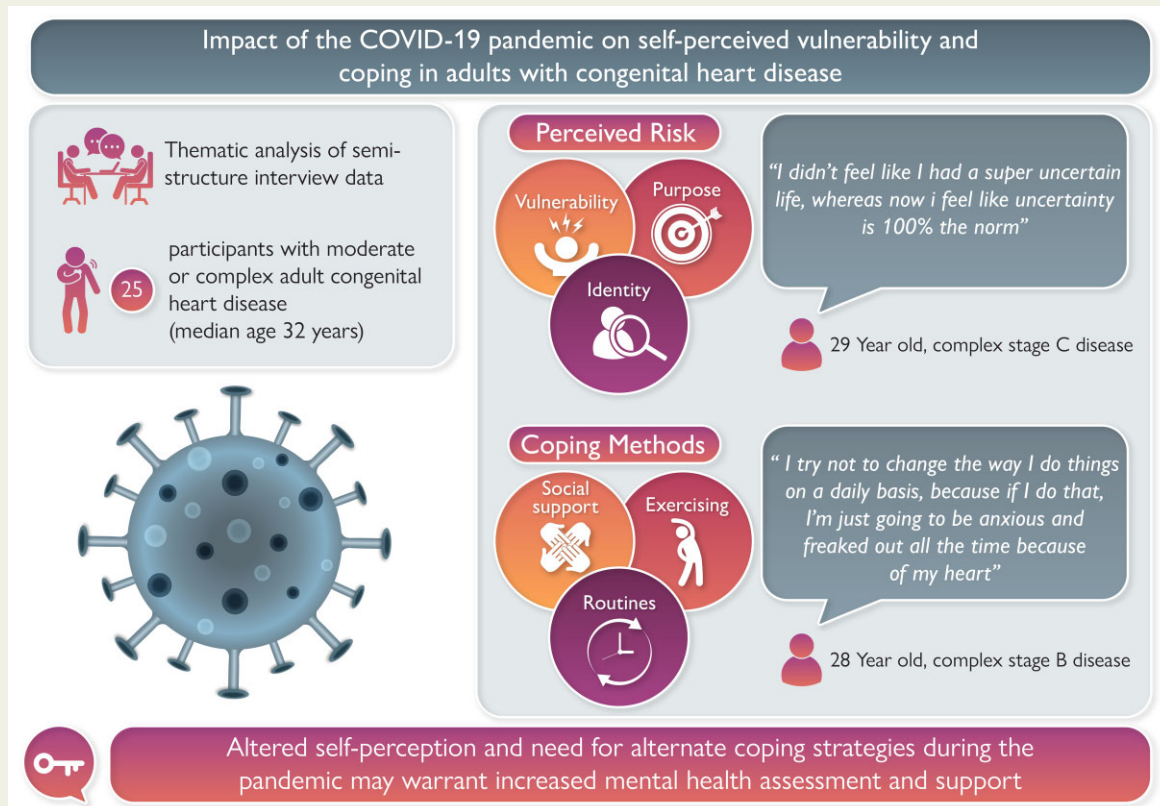 Impact of the COVID-19 pandemic on self-perceived vulnerability and
coping in adults with congenital heart disease
Thematic analysis of semi-
structure interview data
25
participants with moderate
or complex adult congenital
heart disease
(median age 32 years)
Perceived Risk
Vulnerability
Purpose
Identity
“I didn’t feel like I had a super uncertain
life, whereas now i feel like uncertainty
is 100% the norm”
29 Year old, complex stage C disease
Coping Methods
Social
support
Exercising
Routines
“ I try not to change the way I do things
on a daily basis, because if I do that,
I’m just going to be anxious and
freaked out all the time because
of my heart”
28 Year old, complex stage B disease
Altered self-perception and need for alternate coping strategies during the
pandemic may warrant increased mental health assessment and support